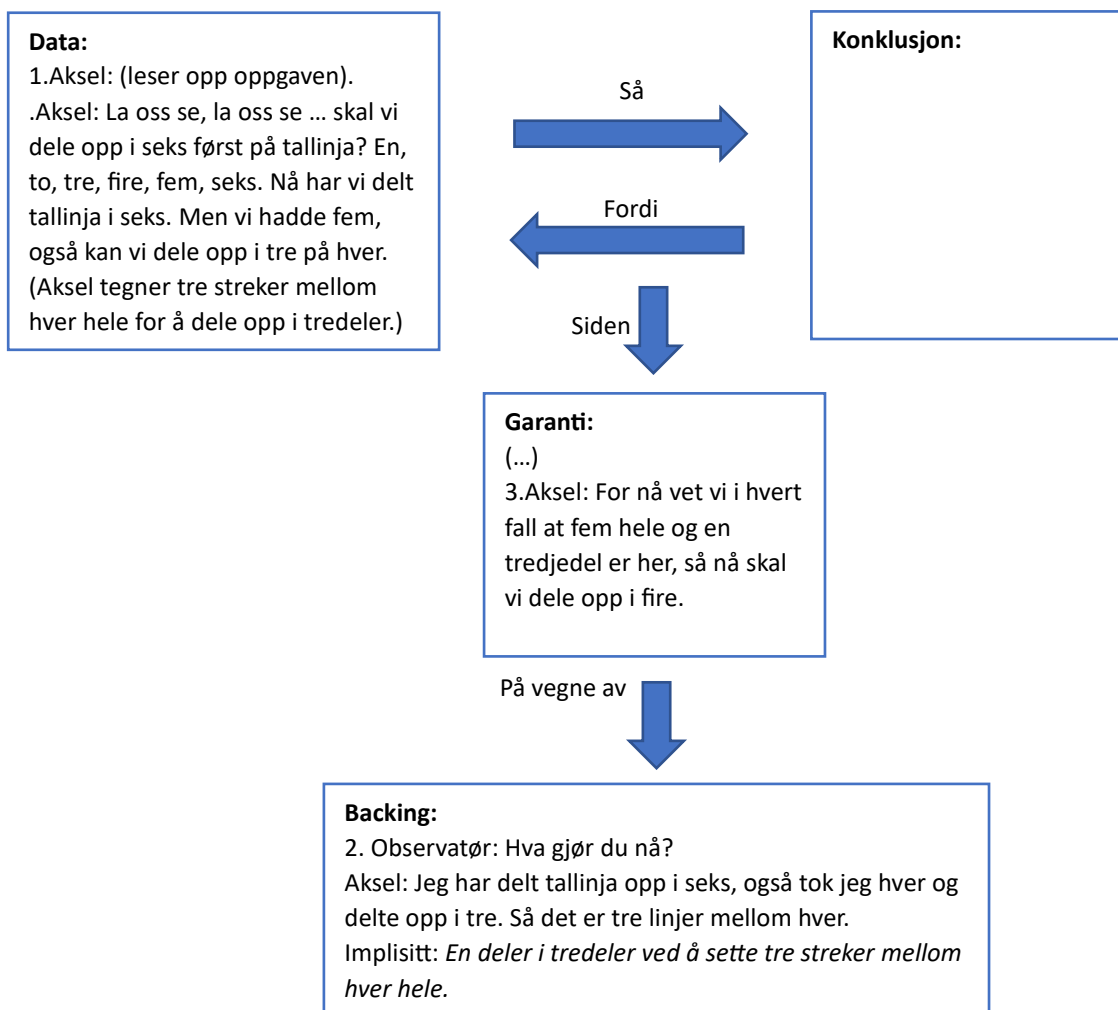 Data:
1.Aksel: (leser opp oppgaven).
.Aksel: La oss se, la oss se ... skal vi
dele opp i seks først på tallinja? En,
to, tre, fire, fem, seks. Nå har vi delt
tallinja i seks. Men vi hadde fem,
også kan vi dele opp i tre på hver.
(Aksel tegner tre streker mellom
hver hele for å dele opp i tredeler.)
Så
Fordi
Siden
Konklusjon:
Garanti:
(...)
3.Aksel: For nå vet vi i hvert
fall at fem hele og en
tredjedel er her, så nå skal
vi dele opp i fire.
På vegne av
Backing:
2. Observatør: Hva gjør du nå?
Aksel: Jeg har delt tallinja opp i seks, også tok jeg hver og
delte opp i tre. Så det er tre linjer mellom hver.
Implisitt: En deler i tredeler ved å sette tre streker mellom
hver hele.